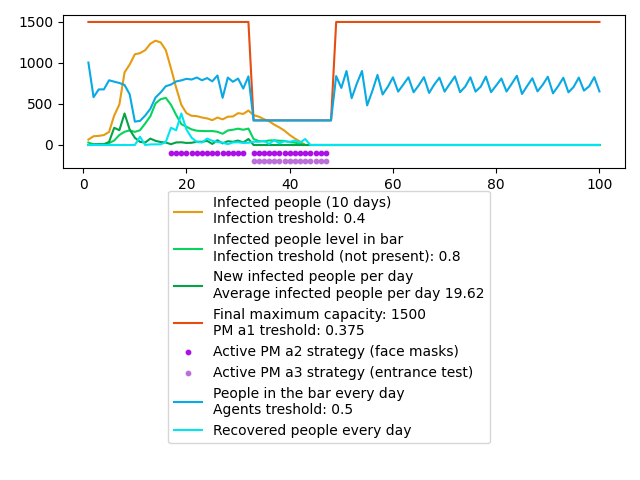 1500
1000
500
0
0 20 40 60 80 100
Infected people (10 days)
Infection treshold: 0.4
Infected people level in bar
Infection treshold (not present): 0.8
New infected people per day
Average infected people per day 19.62
Final maximum capacity: 1500
PM a1 treshold: 0.375
Active PM a2 strategy (face masks)
Active PM a3 strategy (entrance test)
People in the bar every day
Agents treshold: 0.5
Recovered people every day